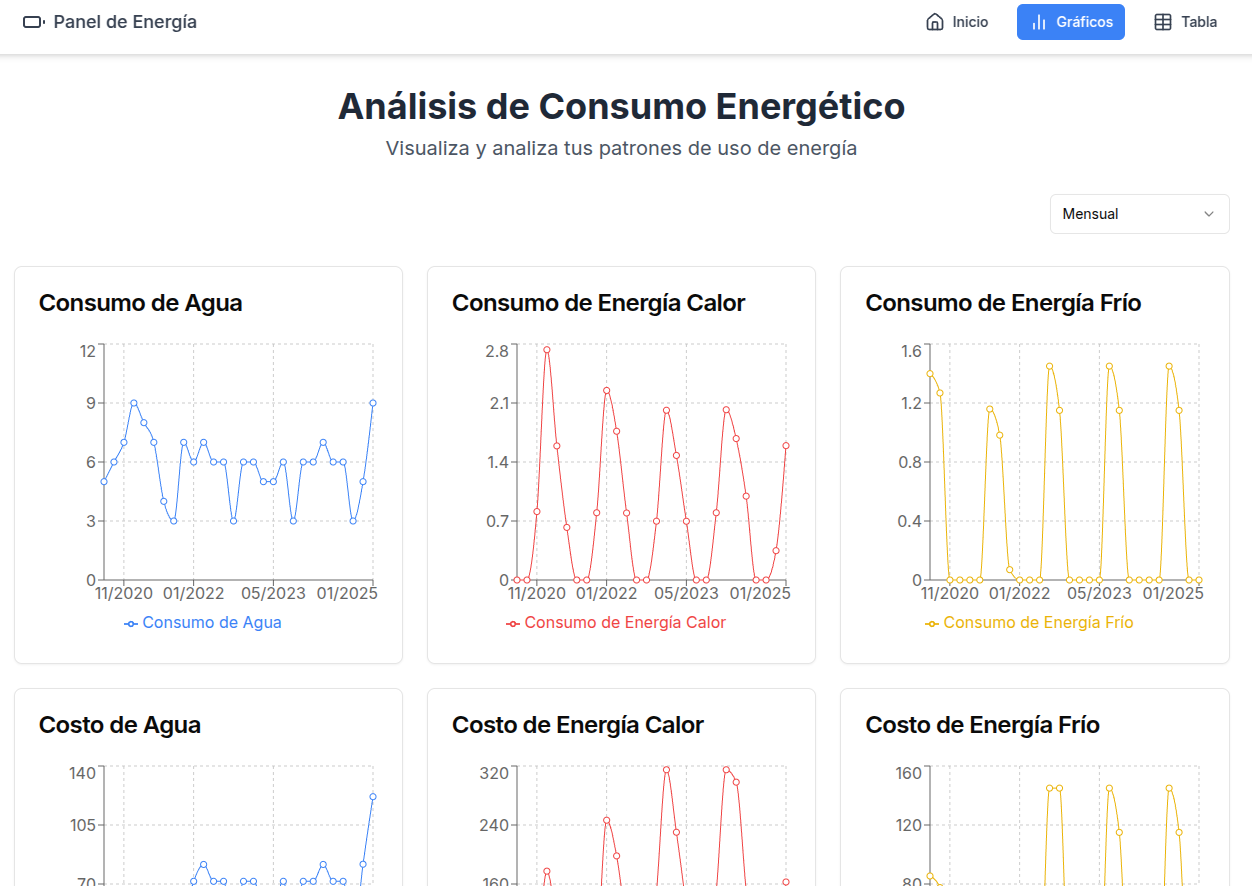 Panel de Energía
Inicio
Gráficos
Tabla
Análisis de Consumo Energético
Visualiza y analiza tus patrones de uso de energía
Mensual
Consumo de Agua
12
9
6
3
0
11/2020 01/2022 05/2023 01/2025
Consumo de Agua
Consumo de Energía Calor
2.8
2.1
1.4
0.7
0
11/2020 01/2022 05/2023 01/2025
Consumo de Energía Calor
Consumo de Energía Frío
1.6
1.2
0.8
0.4
0
11/2020 01/2022 05/2023 01/2025
Consumo de Energía Frío
Costo de Agua
140
105
70
Costo de Energía Calor
320
240
160
Costo de Energía Frío
160
120
80